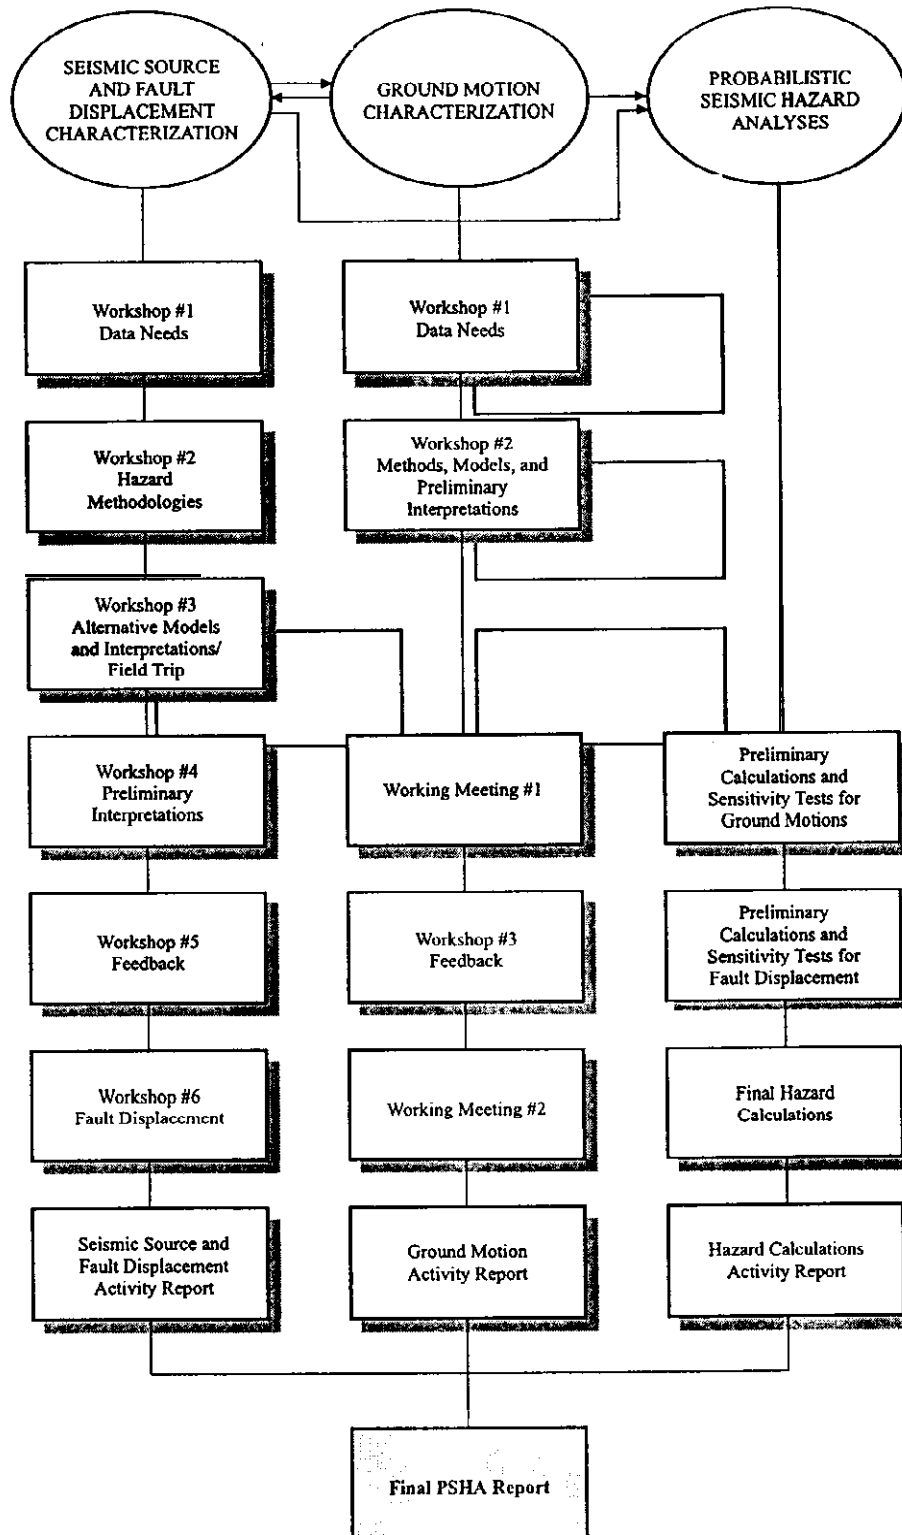 SEISMIC SOURCE
AND FAULT
DISPLACEMENT
CHARACTERIZATION
GROUND MOTION
CHARACTERIZATION
PROBABILISTIC
SEISMIC HAZARD
ANALYSES
Workshop #1
Data Needs
Workshop #1
Data Needs
Workshop #2
Hazard
Methodologies
Workshop #2
Methods, Models, and
Preliminary
Interpretations
Workshop #3
Alternative Models
and Interpretations/
Field Trip
Workshop #4
Preliminary
Interpretations
Working Meeting #1
Preliminary
Calculations and
Sensitivity Tests for
Ground Motions
Workshop #5
Feedback
Workshop #3
Feedback
Preliminary
Calculations and
Sensitivity Tests for
Fault Displacement
Workshop #6
Fault Displacement
Working Meeting #2
Final Hazard
Calculations
Seismic Source and
Fault Displacement
Activity Report
Ground Motion
Activity Report
Hazard Calculations
Activity Report
Final PSHA Report